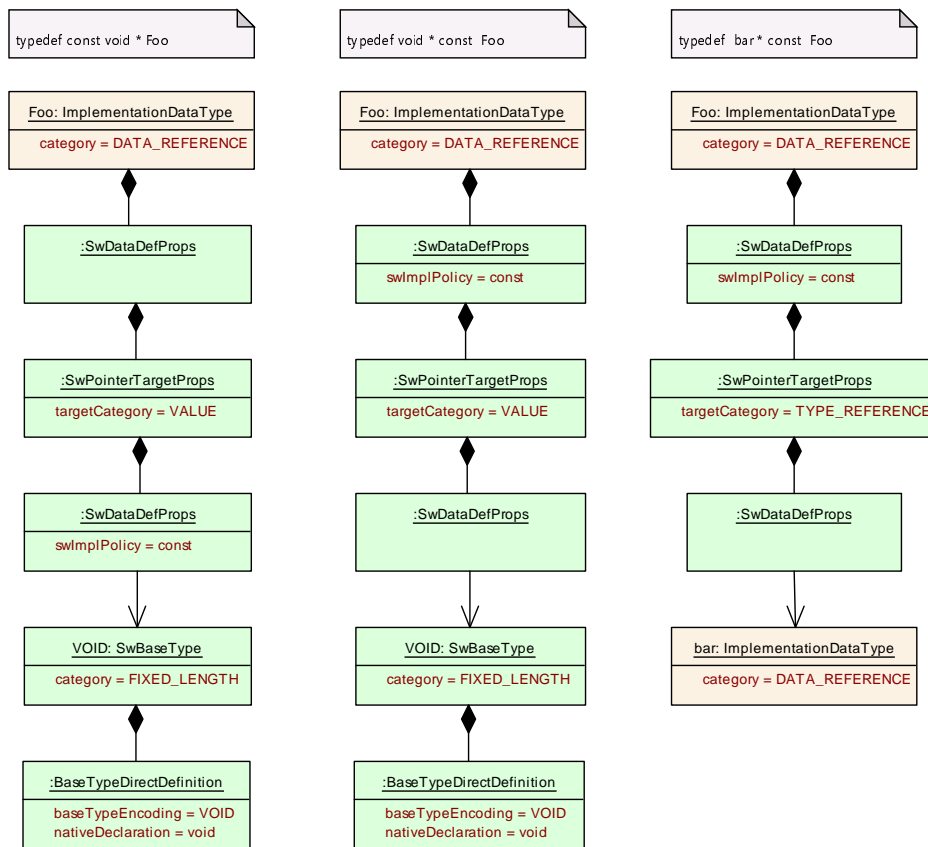 typedef const void * Foo
Foo: ImplementationDataType
category = DATA_REFERENCE
:SwDataDefProps
:SwPointerTargetProps
targetCategory = VALUE
:SwDataDefProps
swImplPolicy = const
VOID: SwBaseType
category = FIXED_LENGTH
:BaseTypeDirectDefinition
baseTypeEncoding = VOID
nativeDeclaration = void
typedef void * const Foo
Foo: ImplementationDataType
category = DATA_REFERENCE
:SwDataDefProps
swImplPolicy = const
:SwPointerTargetProps
targetCategory = VALUE
:SwDataDefProps
VOID: SwBaseType
category = FIXED_LENGTH
:BaseTypeDirectDefinition
baseTypeEncoding = VOID
nativeDeclaration = void
typedef bar * const Foo
Foo: ImplementationDataType
category = DATA_REFERENCE
:SwDataDefProps
swImplPolicy = const
:SwPointerTargetProps
targetCategory = TYPE_REFERENCE
:SwDataDefProps
bar: ImplementationDataType
category = DATA_REFERENCE